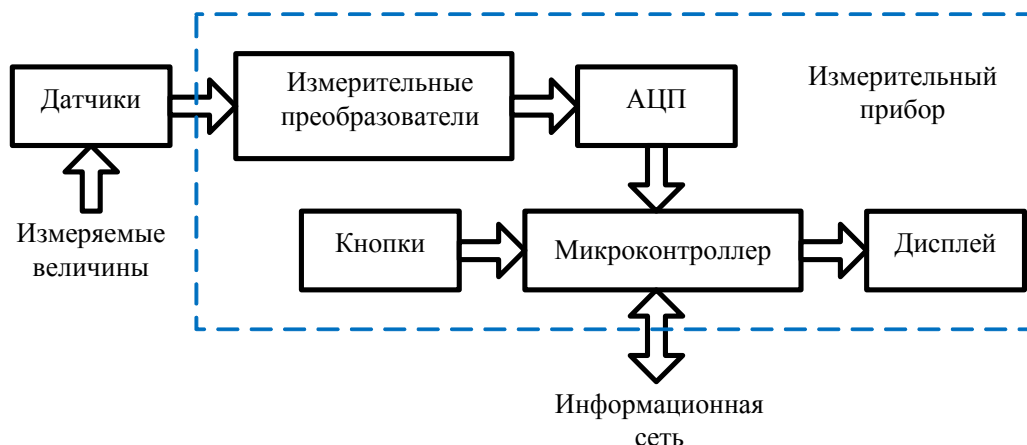 Датчики
Измерительные
преобразователи
АЦП
Измерительный
прибор
Измеряемые
величины
Кнопки
Микроконтроллер
Дисплей
Информационная
сеть